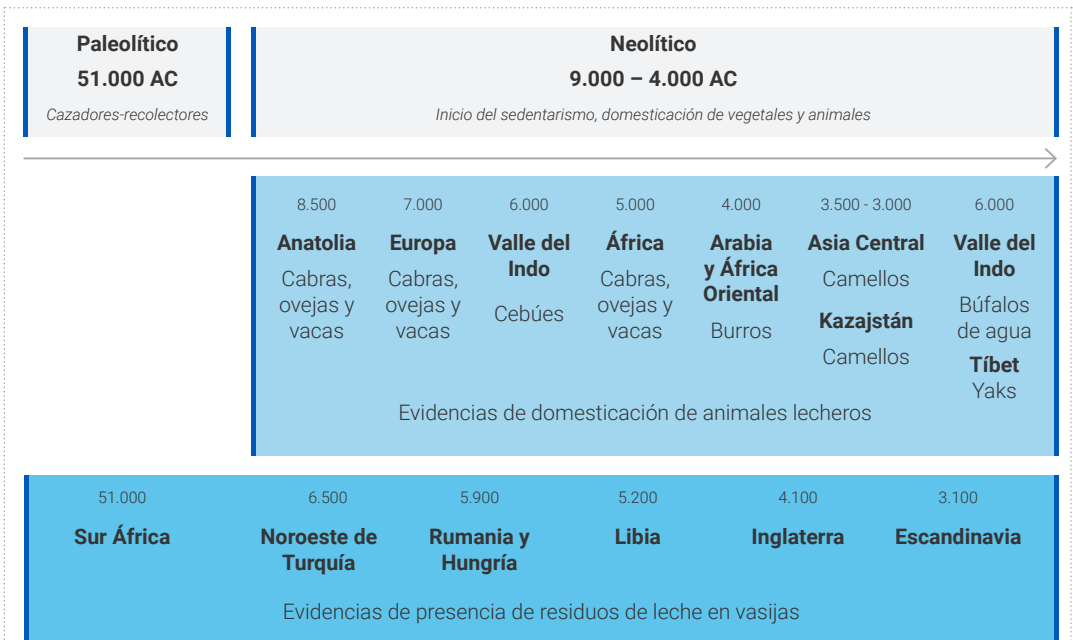 Paleolítico
51.000 AC
Cazadores-recolectores
Neolítico
9.000 – 4.000 AC
Inicio del sedentarismo, domesticación de vegetales y animales
8.500
Anatolia
Cabras,
ovejas y
vacas
7.000
Europa
Cabras,
ovejas y
vacas
6.000
Valle del
Indo
Cebúes
5.000
África
Cabras,
ovejas y
vacas
4.000
Arabia
y África
Oriental
Burros
3.500 - 3.000
Asia Central
Camellos
Kazajstán
Camellos
6.000
Valle del
Indo
Búfalos
de agua
Tíbet
Yaks
Evidencias de domesticación de animales lecheros
51.000
Sur África
6.500
Noroeste de
Turquía
5.900
Rumania y
Hungría
5.200
Libia
4.100
Inglaterra
3.100
Escandinavia
Evidencias de presencia de residuos de leche en vasijas